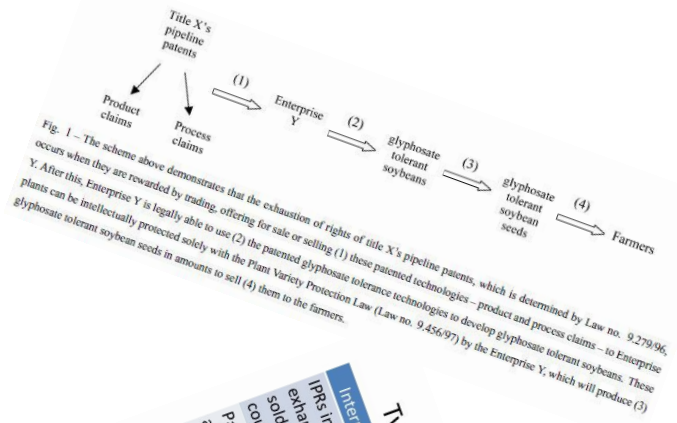 Title X's
pipeline
patents
Product
claims
Process
claims
(1)
Enterprise
Y
(2)
glyphosate
tolerant
soybeans
(3)
glyphosate
tolerant
soybean
seeds
(4)
Farmers
Fig. 1 – The scheme above demonstrates that the exhaustion of rights of title X's pipeline patents, which is determined by Law no. 9.279/96,
occurs when they are rewarded by trading, offering for sale or selling (1) these patented technologies – product and process claims – to Enterprise
Y. After this, Enterprise Y is legally able to use (2) the patented glyphosate tolerance technologies to develop glyphosate tolerant soybeans. These
plants can be intellectually protected solely with the Plant Variety Protection Law (Law no. 9.456/97) by the Enterprise Y, which will produce (3)
glyphosate tolerant soybean seeds in amounts to sell (4) them to the farmers.